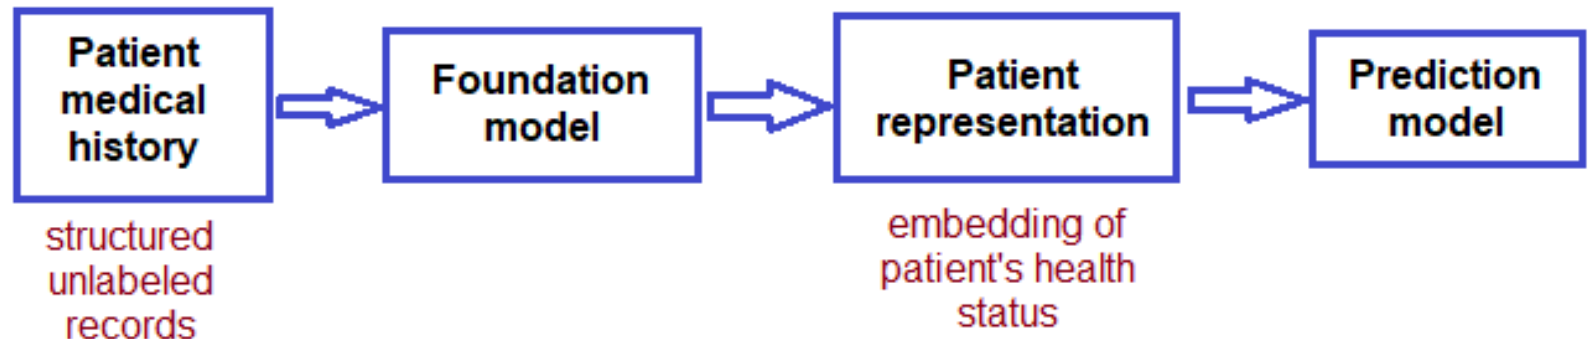 Patient
medical
history
structured
unlabeled
records
Foundation
model
Patient
representation
embedding of
patient's health
status
Prediction
model